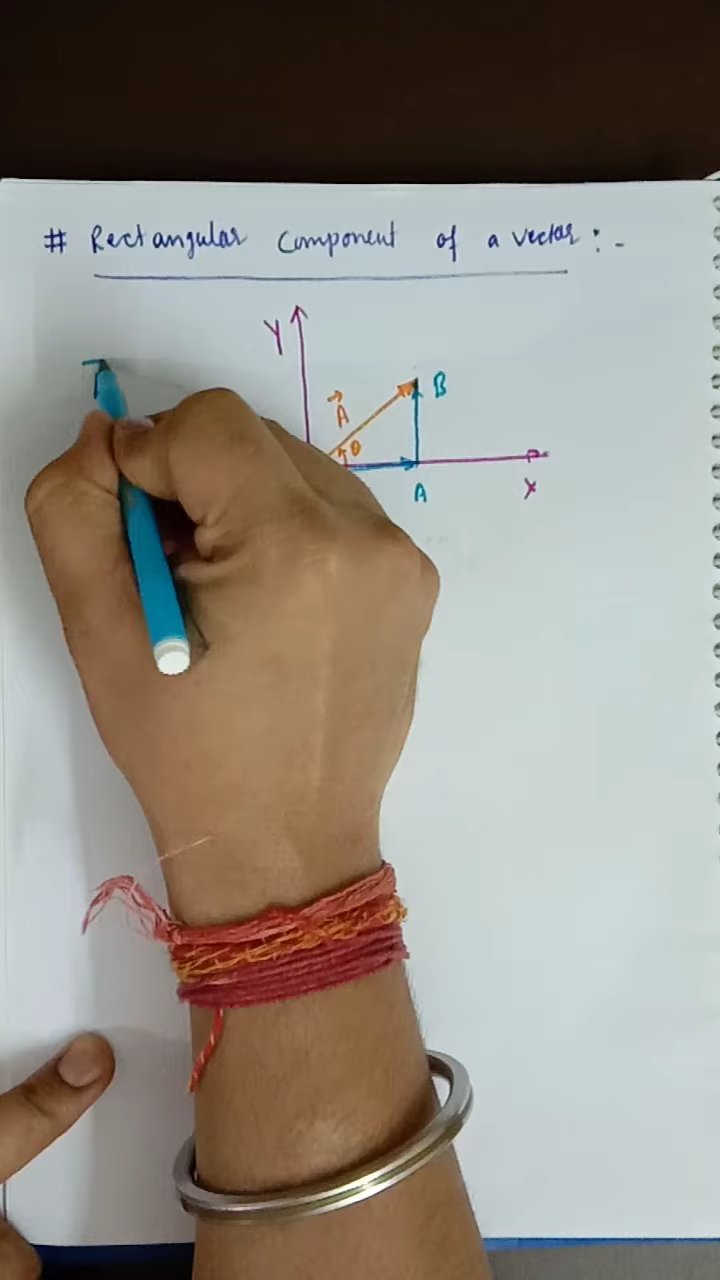 # Rectangular Component of a vector :-
Y
A B
θ
A X